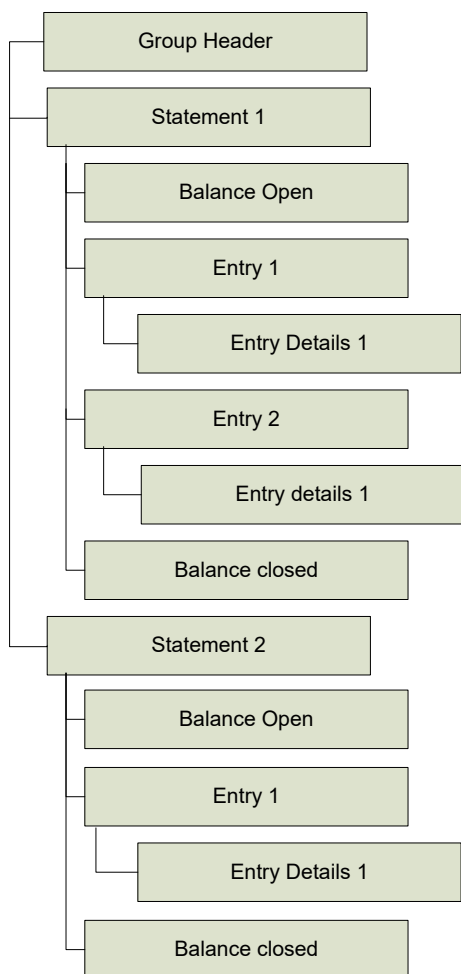 Group Header
Statement 1
Balance Open
Entry 1
Entry Details 1
Entry 2
Entry details 1
Balance closed
Statement 2
Balance Open
Entry 1
Entry Details 1
Balance closed